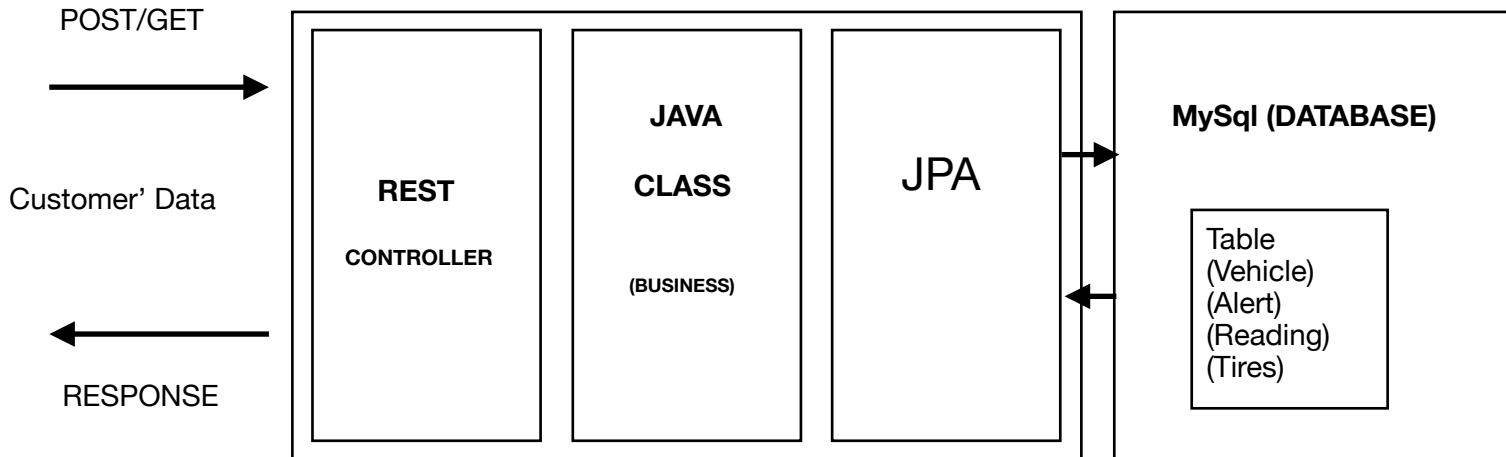 POST/GET
Customer’ Data
RESPONSE
REST
CONTROLLER
JAVA
CLASS
(BUSINESS)
JPA
MySql (DATABASE)
Table
(Vehicle)
(Alert)
(Reading)
(Tires)